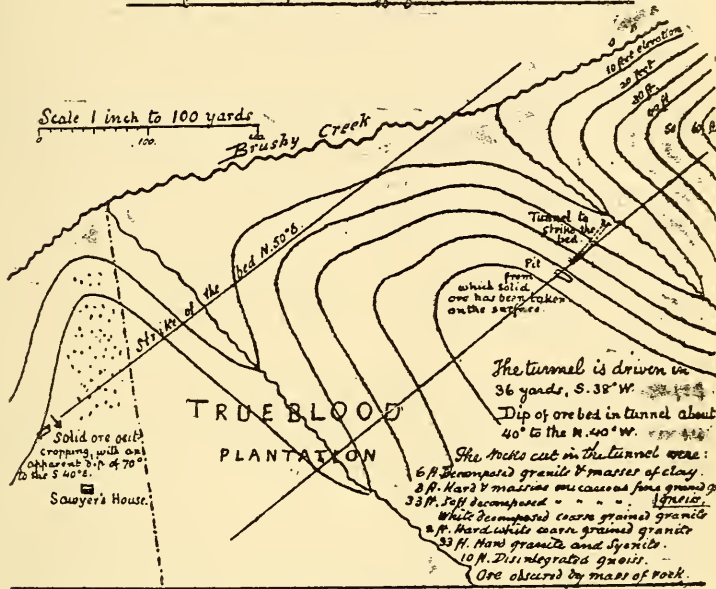 10 feet elevation
20 feet
30 ft.
40 ft
50
60 ft
Scale 1 inch to 100 yards
0 100.
Brushy Creek
Strike of the bed N. 50° E.
Tunnel to
strike the
bed.
Pit
from
which solid
ore has been taken
on the surface.
The tunnel is driven in
36 yards, S. 38° W.
Dip of ore bed in tunnel about
40° to the N. 40° W.
TRUEBLOOD
PLANTATION
Solid ore out
cropping, with an
apparent dip of 70°
to the S 40° E.
Sawyer's House.
The rocks cut in the tunnel were:
6 ft. Decomposed granite & masses of clay.
ft. Hard & massive micaceous fine grained
33 ft. Soft decomposed " " " " gneiss.
White decomposed coarse grained granite
ft. Hard white coarse grained granite
33 ft. Hard granite and Syenite.
10 ft. Disintegrated gneiss.
Ore obscured by mass of rock.